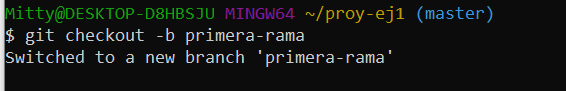 Mitty@DESKTOP-D8HBSJU MINGW64 ~/proy-ej1 (master)
$ git checkout -b primera-rama
Switched to a new branch 'primera-rama'